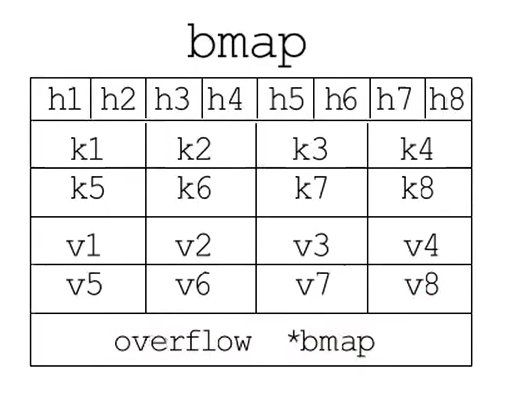 bmap
h1 h2 h3 h4 h5 h6 h7 h8
k1 k2 k3 k4
k5 k6 k7 k8
v1 v2 v3 v4
v5 v6 v7 v8
overflow *bmap